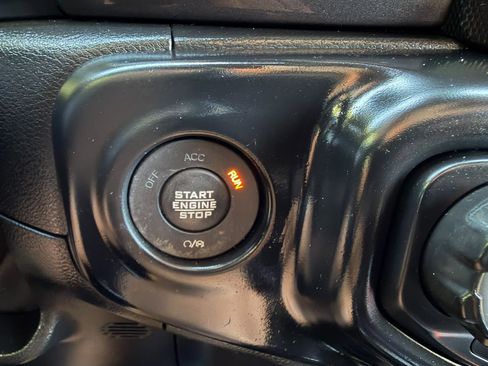 ACC
OFF
RUN
START
ENGINE
STOP